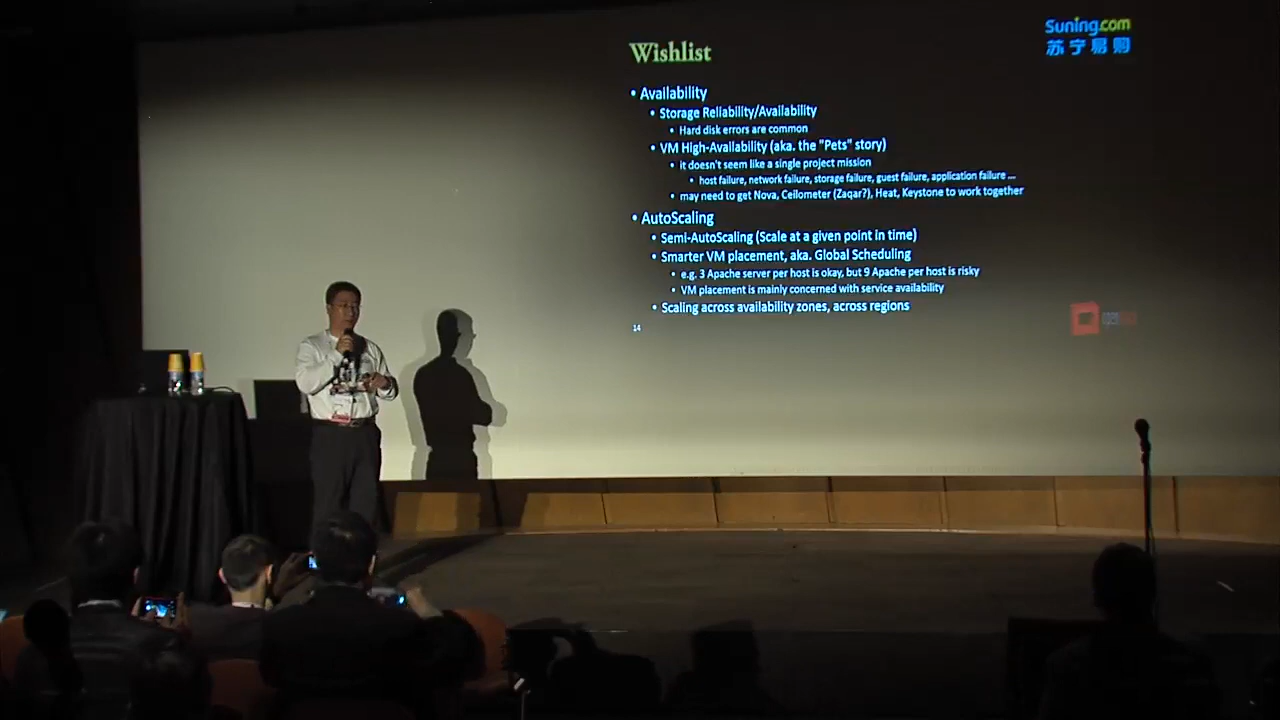 Suning.com
苏宁易购
Wishlist
• Availability
• Storage Reliability/Availability
• Hard disk errors are common
• VM High-Availability (aka. the "Pets" story)
• it doesn't seem like a single project mission
• host failure, network failure, storage failure, guest failure, application failure ...
• may need to get Nova, Ceilometer (Zaqar?), Heat, Keystone to work together
• AutoScaling
• Semi-AutoScaling (Scale at a given point in time)
• Smarter VM placement, aka. Global Scheduling
• e.g. 3 Apache server per host is okay, but 9 Apache per host is risky
• VM placement is mainly concerned with service availability
• Scaling across availability zones, across regions
14